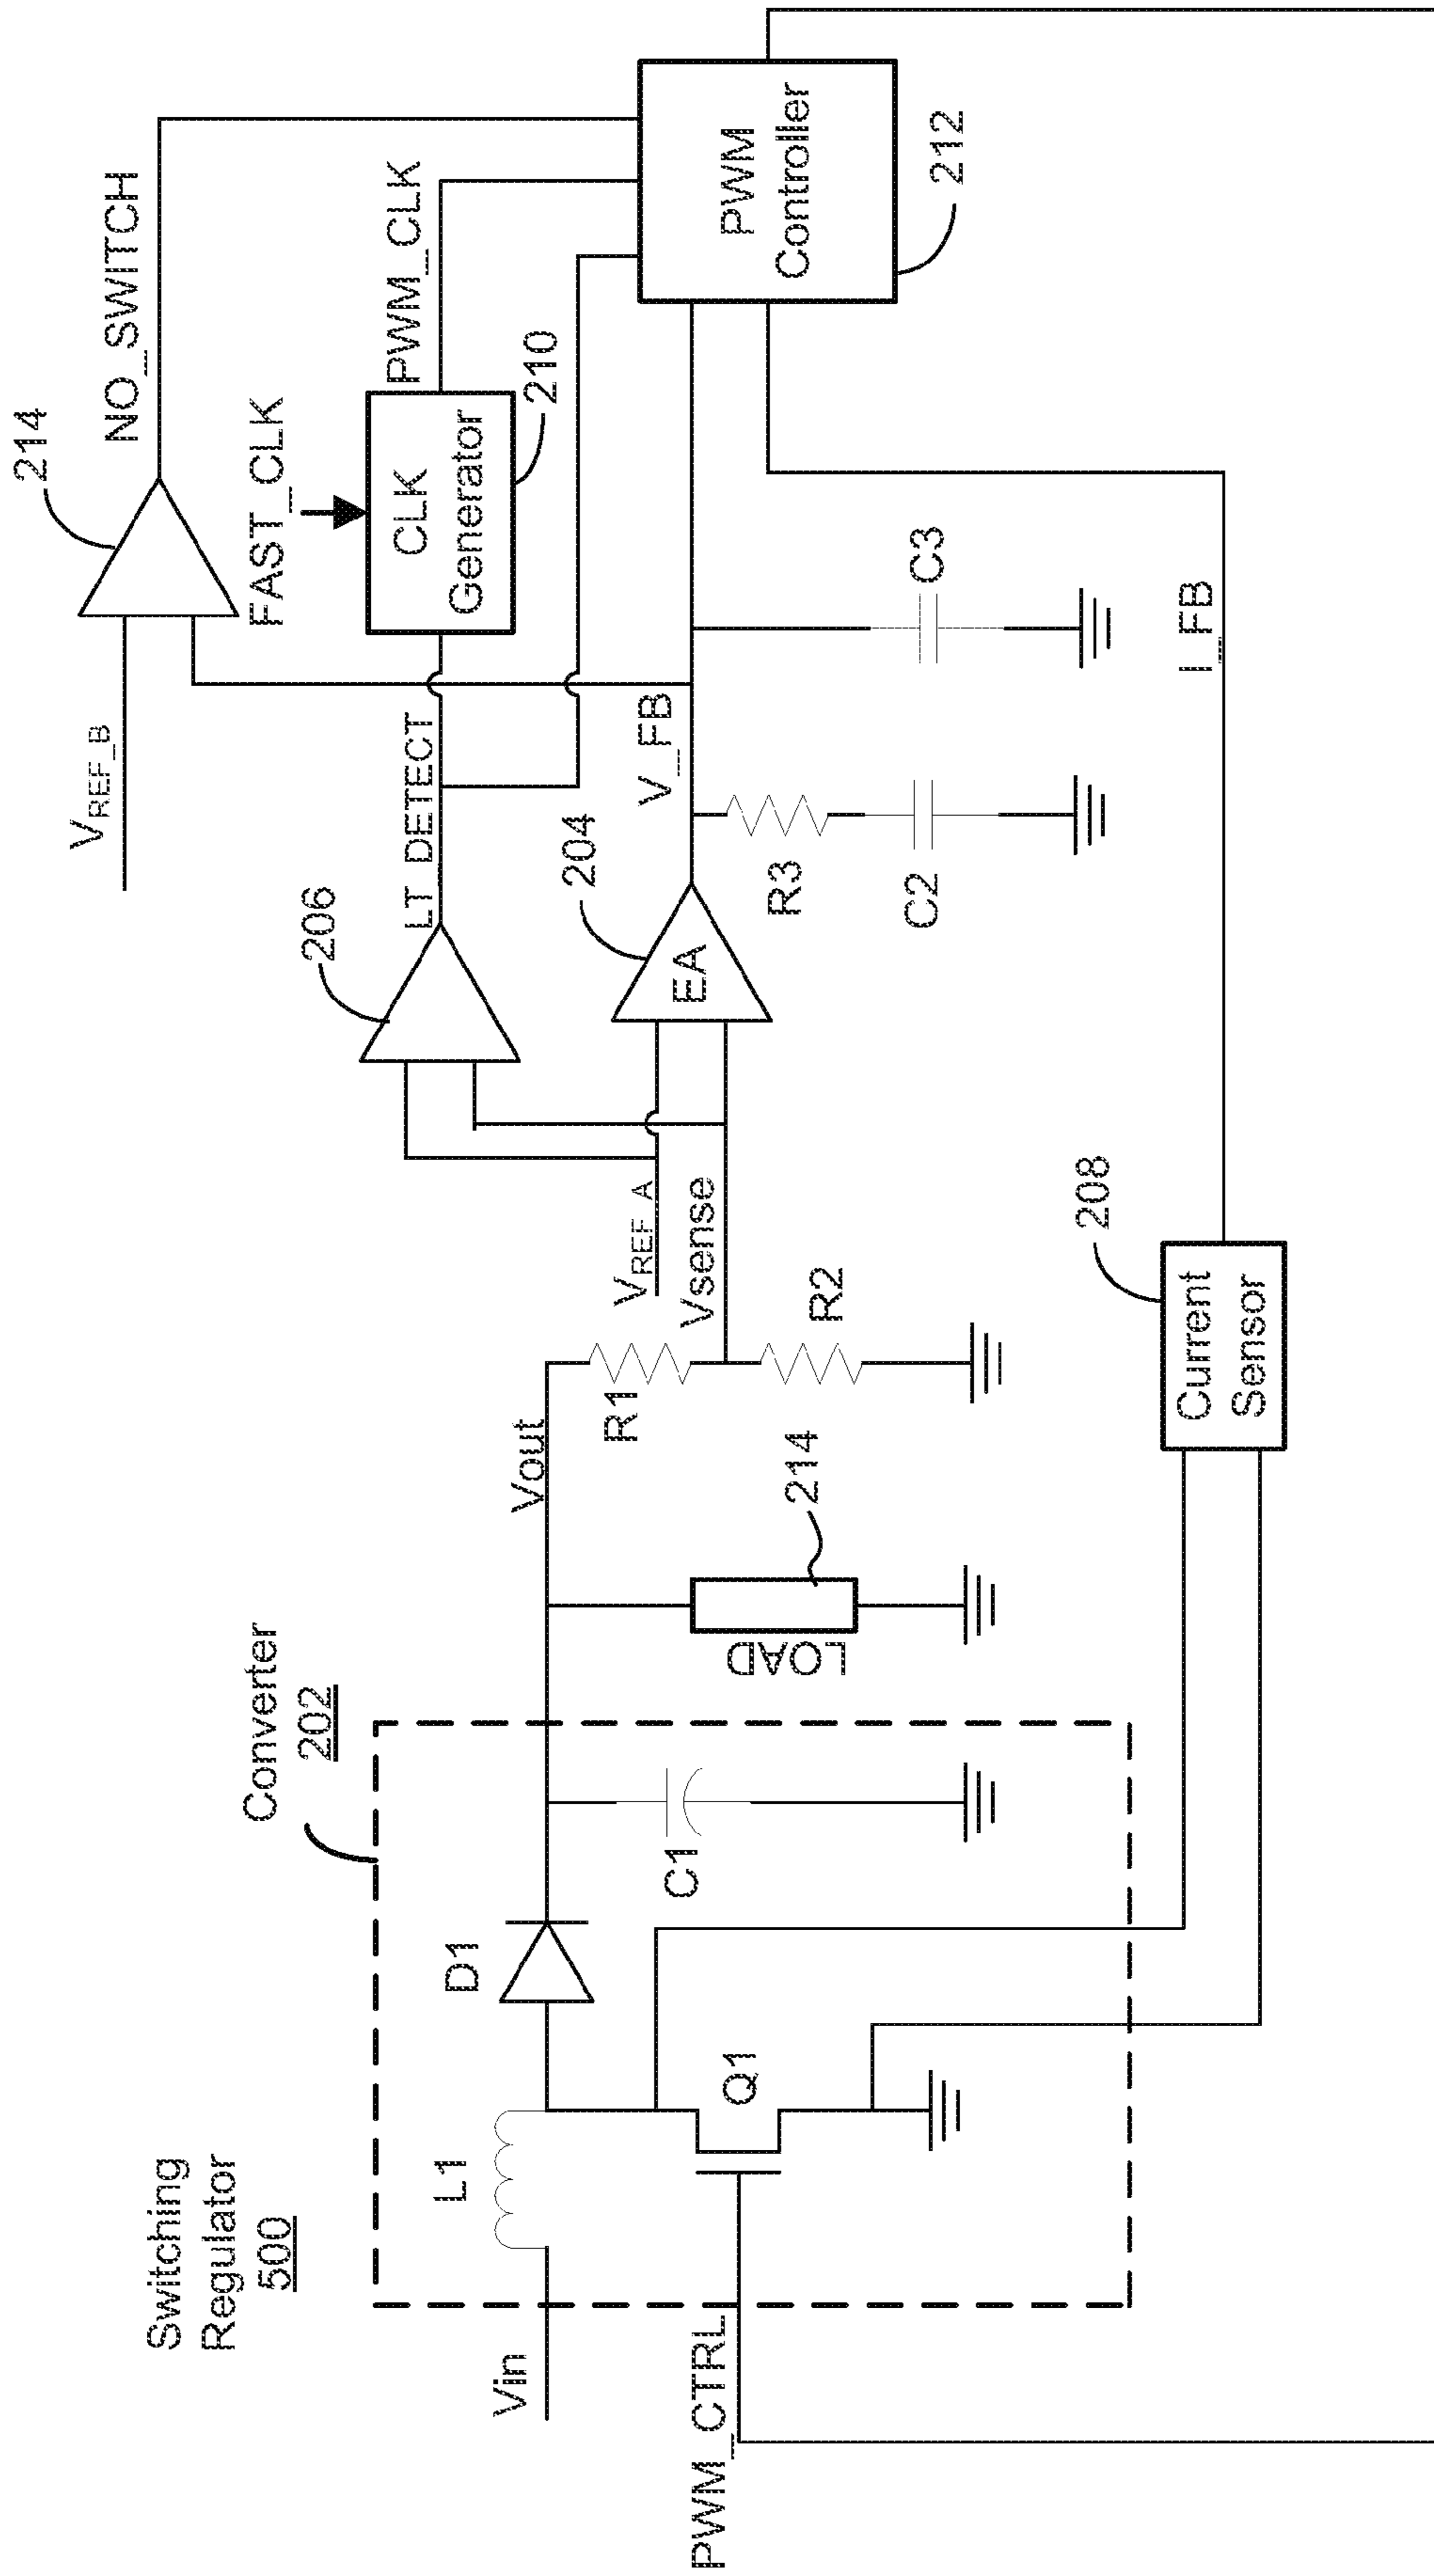 Switching
Regulator
500
Converter
202
Vin
L1
D1
Q1
C1
PWM_CTRL
LOAD
214
Vout
R1
R2
Vsense
VREF_A
206
LT_DETECT
204
EA
V_FB
R3
C2
C3
VREF_B
214
NO_SWITCH
FAST_CLK
CLK
Generator
210
PWM_CLK
PWM
Controller
212
208
Current
Sensor
I_FB